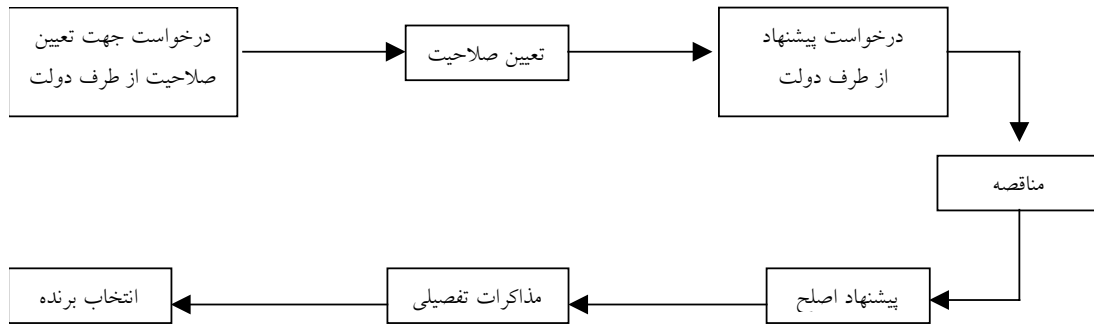 درخواست جهت تعیین
صلاحیت از طرف دولت
تعیین صلاحیت
درخواست پیشنهاد
از طرف دولت
مناقصه
پیشنهاد اصلح
مذاکرات تفصیلی
انتخاب برنده